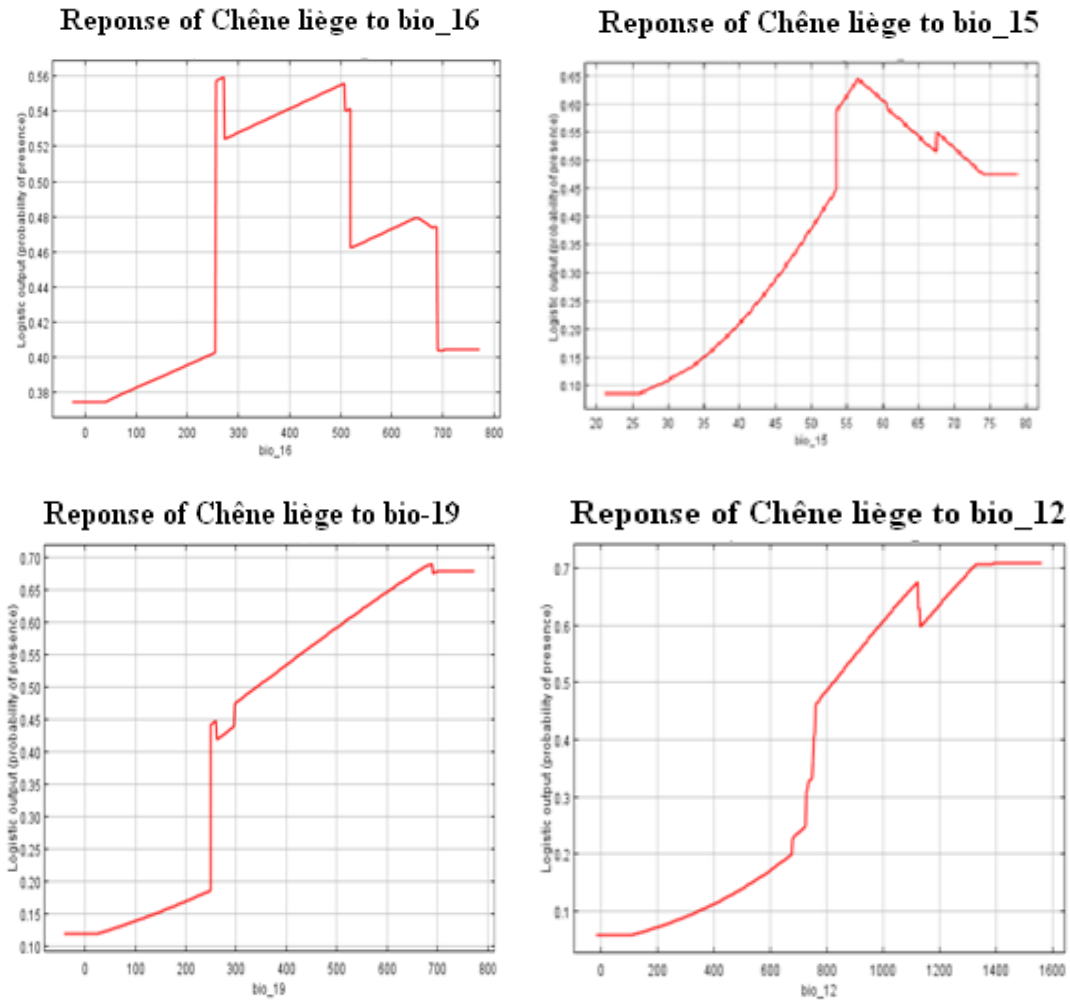 Reponse of Chêne liège to bio_16
Logistic output (probability of presence)
0.56
0.54
0.52
0.50
0.48
0.46
0.44
0.42
0.40
0.38
0 100 200 300 400 500 600 700 800
bio_16
Reponse of Chêne liège to bio_15
Logistic output (probability of presence)
0.65
0.60
0.55
0.50
0.45
0.40
0.35
0.30
0.25
0.20
0.15
0.10
20 25 30 35 40 45 50 55 60 65 70 75 80
bio_15
Reponse of Chêne liège to bio-19
Logistic output (probability of presence)
0.70
0.65
0.60
0.55
0.50
0.45
0.40
0.35
0.30
0.25
0.20
0.15
0.10
0 100 200 300 400 500 600 700 800
bio_19
Reponse of Chêne liège to bio_12
Logistic output (probability of presence)
0.7
0.6
0.5
0.4
0.3
0.2
0.1
0 200 400 600 800 1000 1200 1400 1600
bio_12